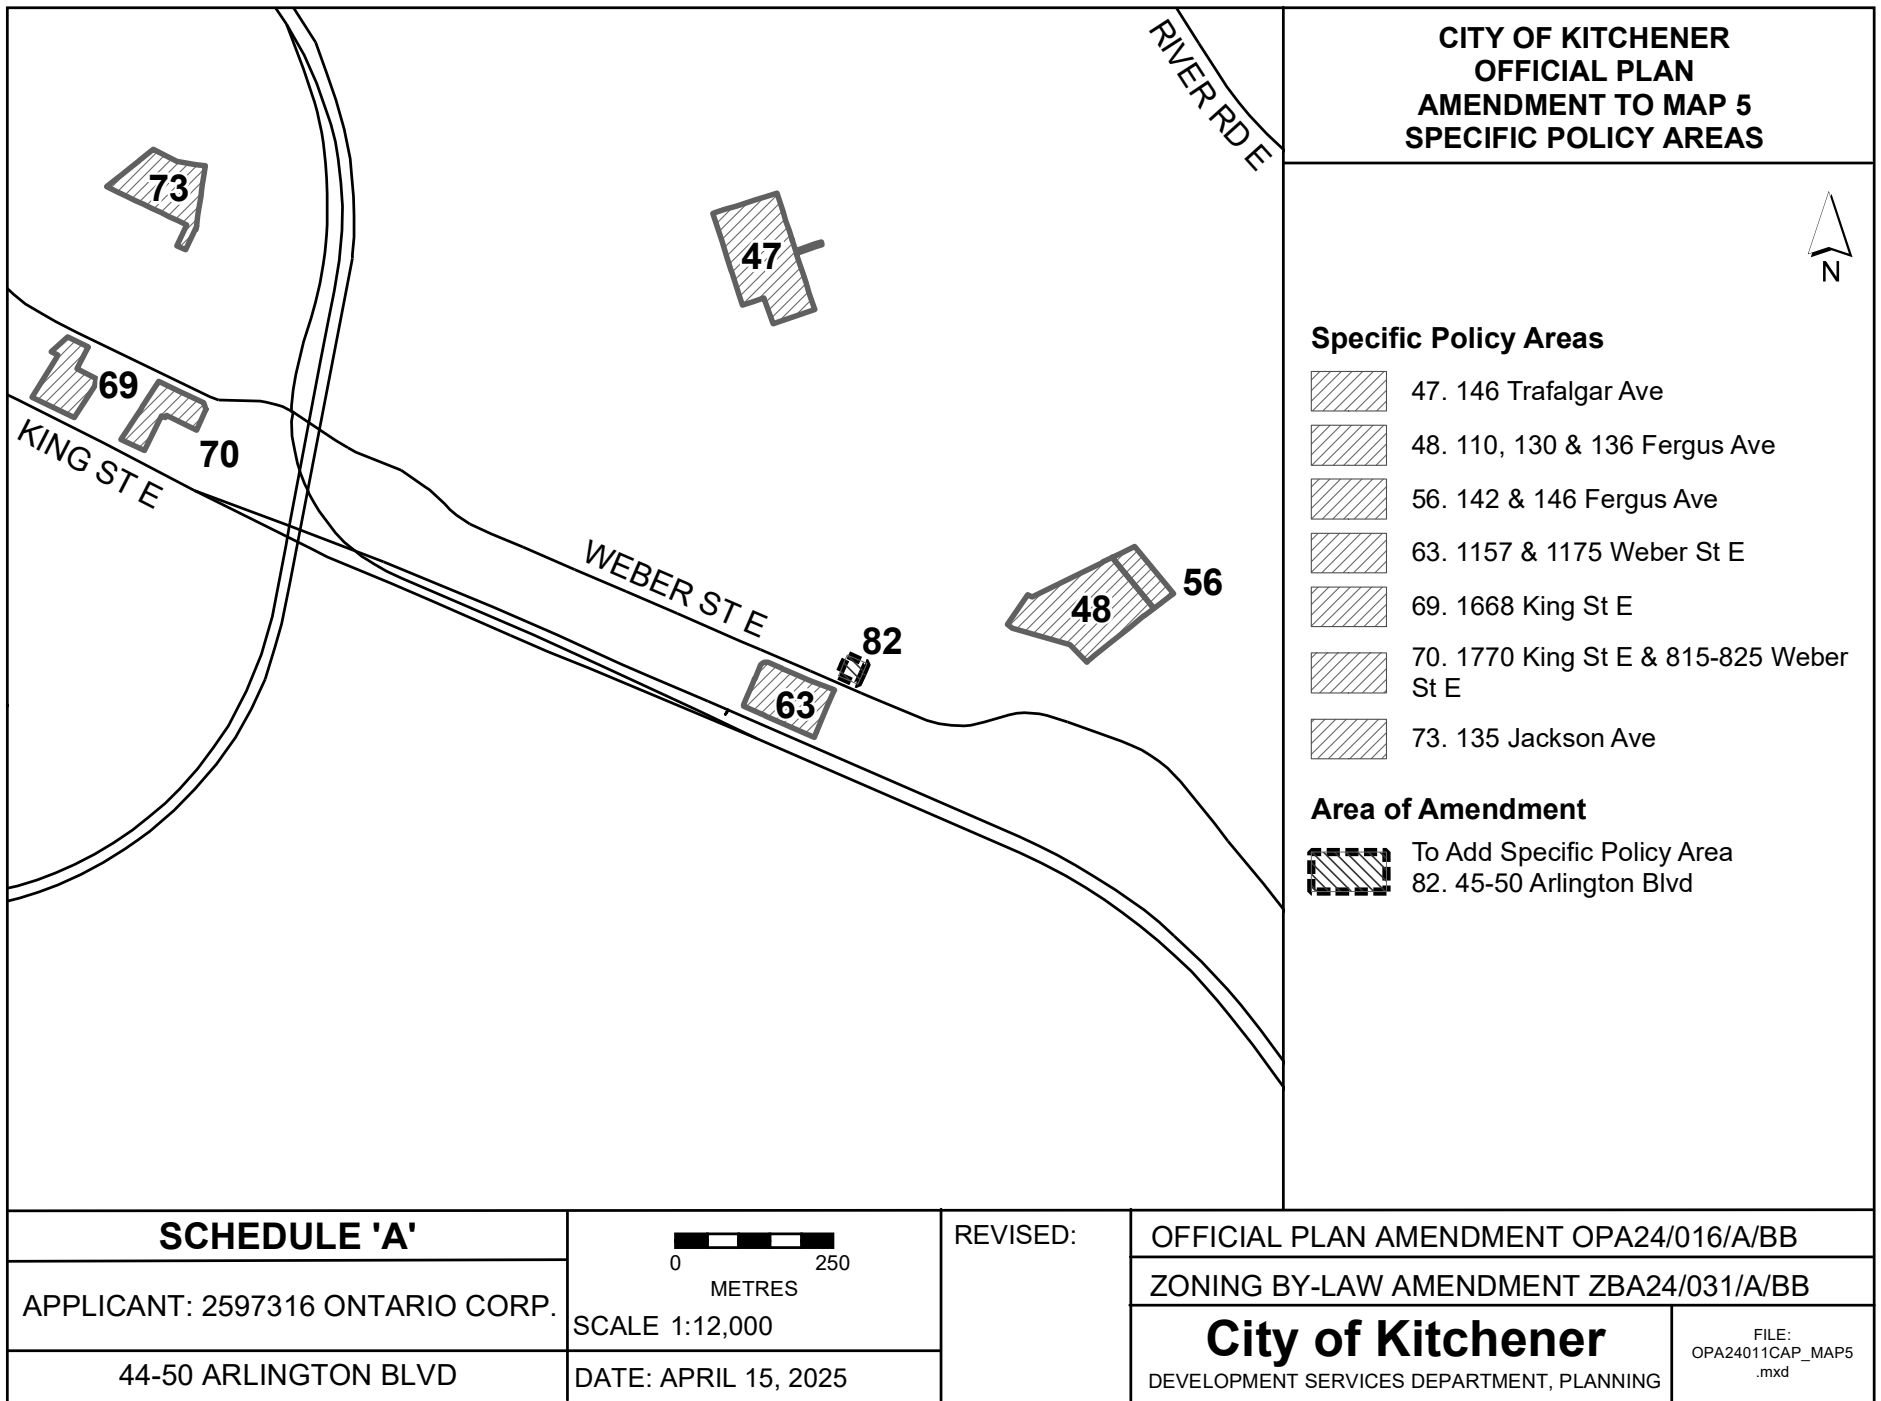 RIVER RD E
73
47
69
70
KING ST E
WEBER ST E
56
48
82
63
CITY OF KITCHENER
OFFICIAL PLAN
AMENDMENT TO MAP 5
SPECIFIC POLICY AREAS
N
Specific Policy Areas
47. 146 Trafalgar Ave
48. 110, 130 & 136 Fergus Ave
56. 142 & 146 Fergus Ave
63. 1157 & 1175 Weber St E
69. 1668 King St E
70. 1770 King St E & 815-825 Weber
St E
73. 135 Jackson Ave
Area of Amendment
To Add Specific Policy Area
82. 45-50 Arlington Blvd
SCHEDULE 'A'
APPLICANT: 2597316 ONTARIO CORP.
44-50 ARLINGTON BLVD
0 250
METRES
SCALE 1:12,000
DATE: APRIL 15, 2025
REVISED:
OFFICIAL PLAN AMENDMENT OPA24/016/A/BB
ZONING BY-LAW AMENDMENT ZBA24/031/A/BB
City of Kitchener
DEVELOPMENT SERVICES DEPARTMENT, PLANNING
FILE:
OPA24011CAP_MAP5
.mxd